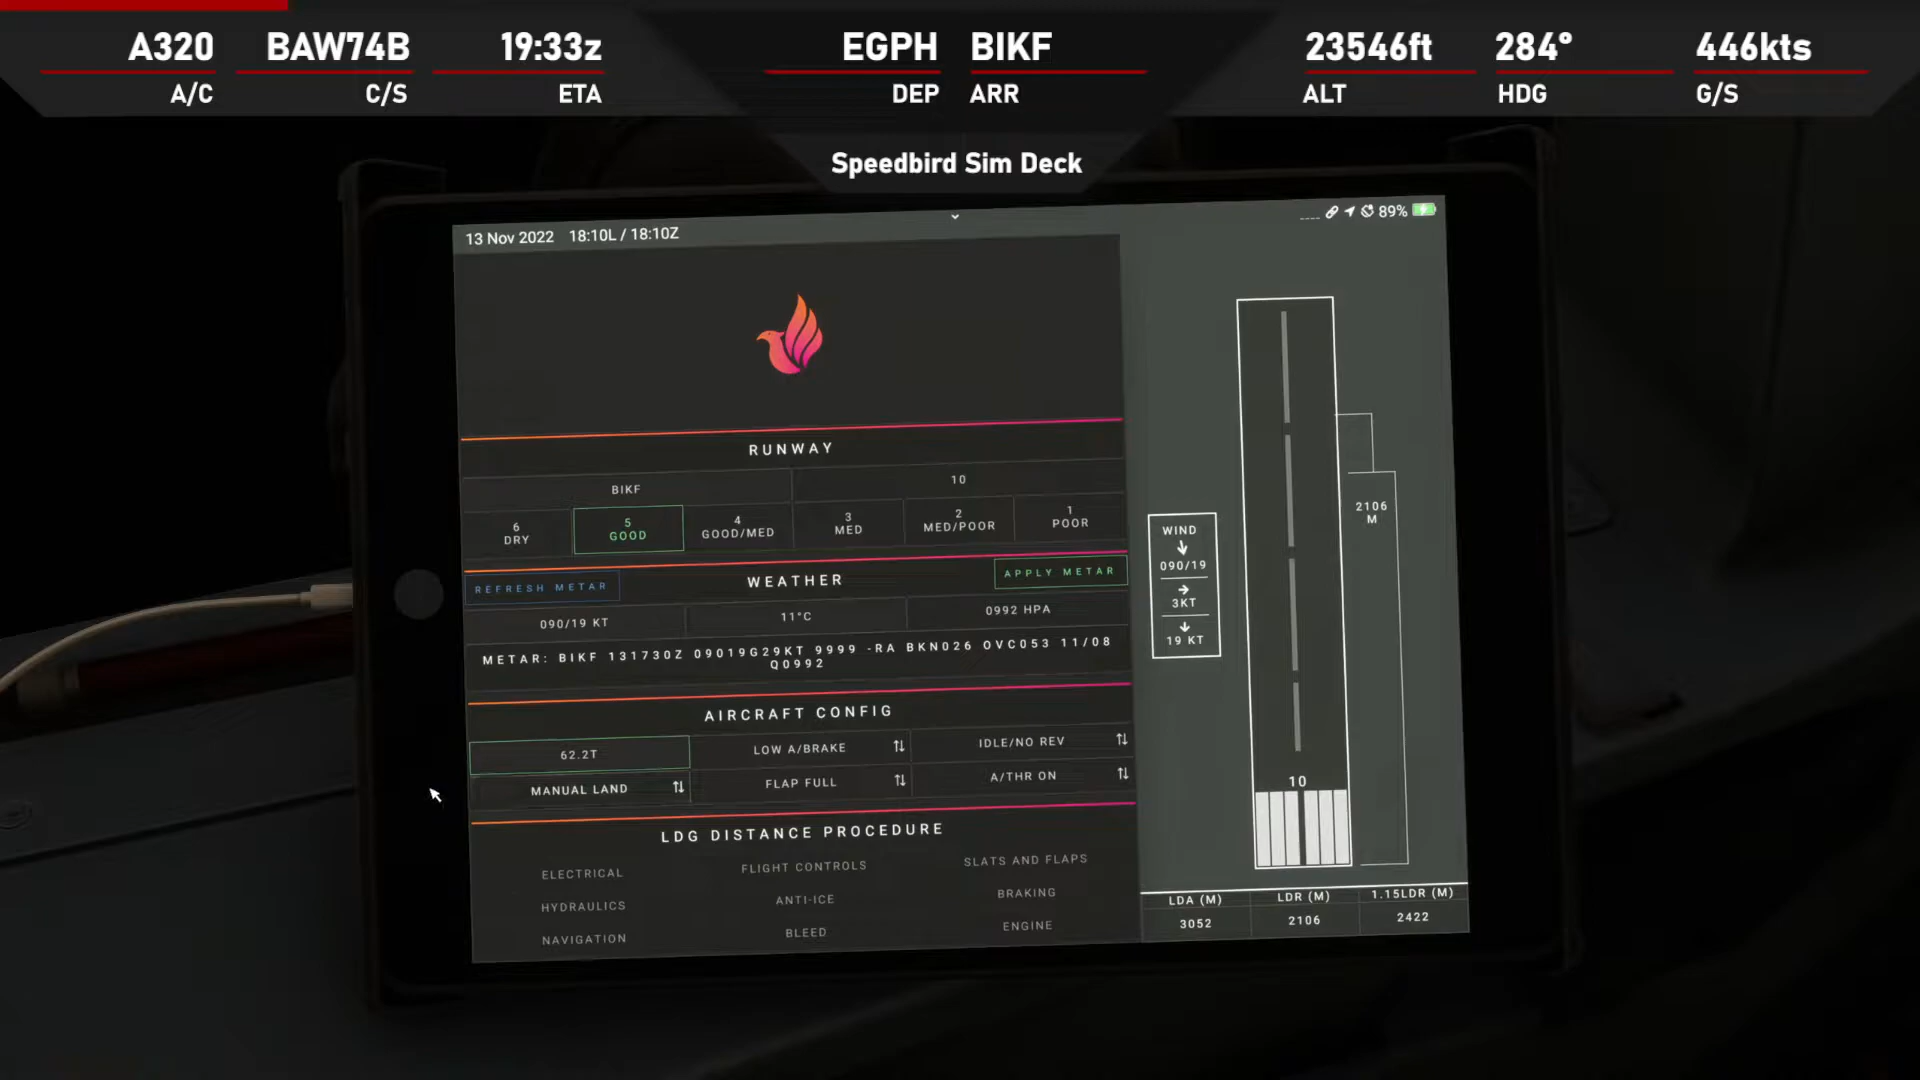 A320 BAW74B 19:33z EGPH BIKF 23546ft 284° 446kts
A/C C/S ETA DEP ARR ALT HDG G/S
Speedbird Sim Deck
13 Nov 2022 18:10L / 18:10Z 89%
RUNWAY
BIKF 10
6 5 4 3 2 1
DRY GOOD GOOD/MED MED MED/POOR POOR
REFRESH METAR WEATHER APPLY METAR
090/19 KT 11°C 0992 HPA
METAR: BIKF 131730Z 09019G29KT 9999 -RA BKN026 OVC053 11/08
Q0992
AIRCRAFT CONFIG
62.2T LOW A/BRAKE IDLE/NO REV
MANUAL LAND FLAP FULL A/THR ON
LDG DISTANCE PROCEDURE
ELECTRICAL FLIGHT CONTROLS SLATS AND FLAPS
HYDRAULICS ANTI-ICE BRAKING
NAVIGATION BLEED ENGINE
WIND
090/19
3KT
19 KT
2106
M
10
LDA (M) LDR (M) 1.15LDR (M)
3052 2106 2422